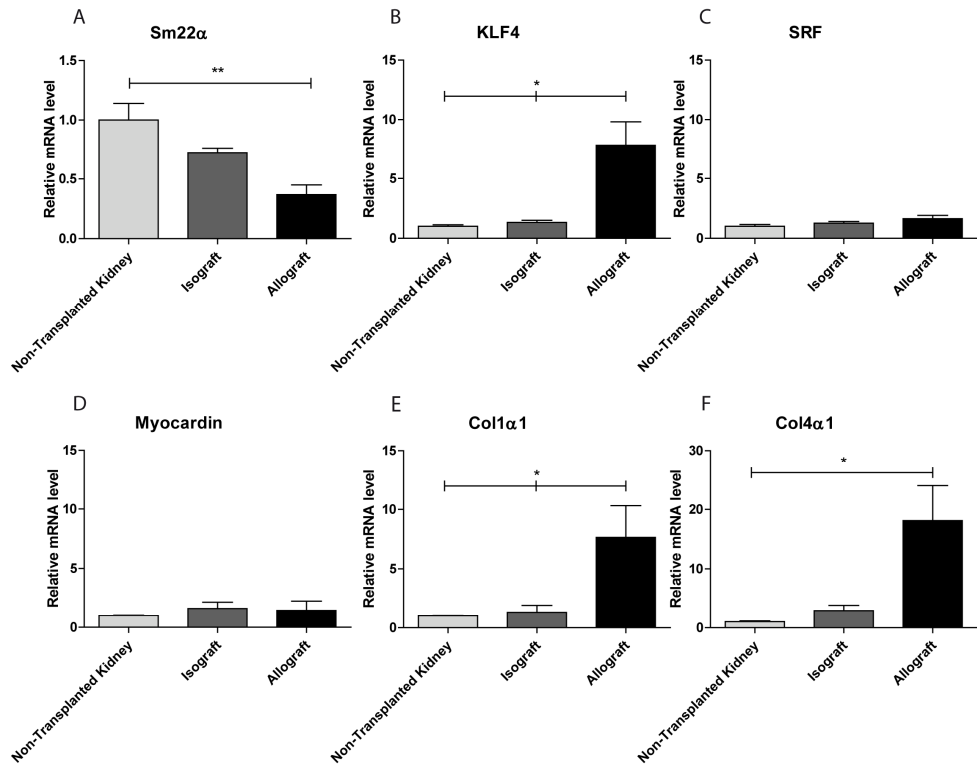 A
Sm22α
Relative mRNA level
1.5
1.0
0.5
0.0
**
Non-Transplanted Kidney
Isograft
Allograft
B
KLF4
Relative mRNA level
15
10
5
0
*
Non-Transplanted Kidney
Isograft
Allograft
C
SRF
Relative mRNA level
15
10
5
0
Non-Transplanted Kidney
Isograft
Allograft
D
Myocardin
Relative mRNA level
15
10
5
0
Non-Transplanted Kidney
Isograft
Allograft
E
Col1α1
Relative mRNA level
15
10
5
0
*
Non-Transplanted Kidney
Isograft
Allograft
F
Col4α1
Relative mRNA level
30
20
10
0
*
Non-Transplanted Kidney
Isograft
Allograft